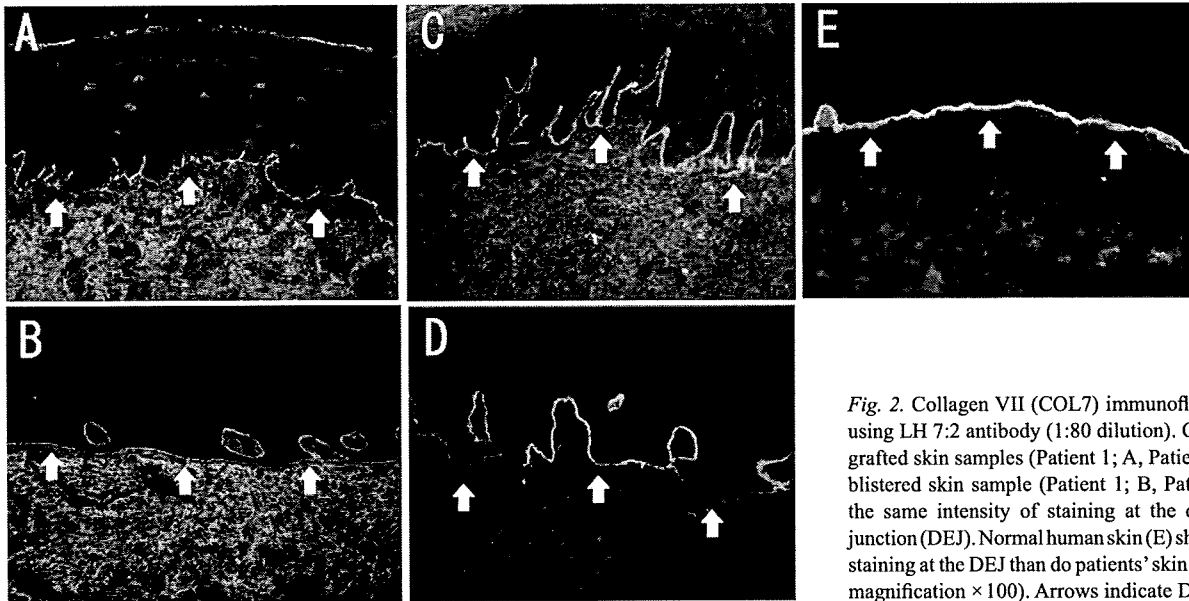 A
C
E
B
D
Fig. 2. Collagen VII (COL7) immunofl
using LH 7:2 antibody (1:80 dilution). C
grafted skin samples (Patient 1; A, Patie
blistered skin sample (Patient 1; B, Pat
the same intensity of staining at the d
junction (DEJ). Normal human skin (E) sh
staining at the DEJ than do patients' skin
magnification × 100). Arrows indicate D